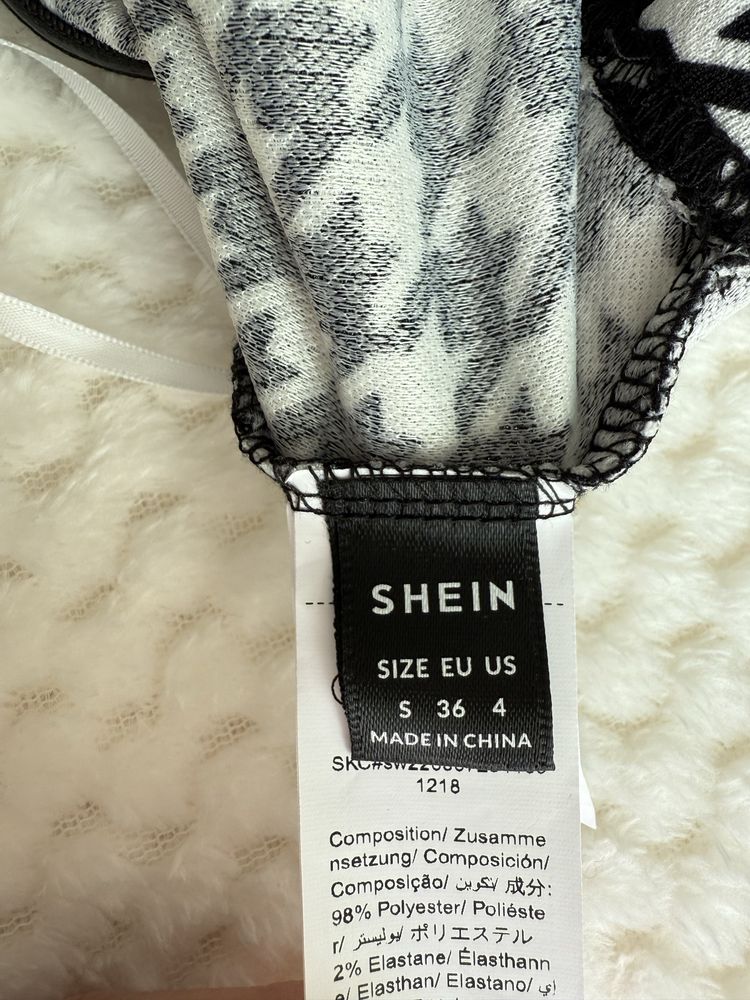 SHEIN
SIZE EU US
S 36 4
MADE IN CHINA
1218
Composition/ Zusamme
nsetzung/ Composición/
Composição/ تكوين/ 成分:
98% Polyester/ Poliéste
r/ بوليستر/ ポリエステル
2% Elastane/ Élasthann
e/ Elasthan/ Elastano/